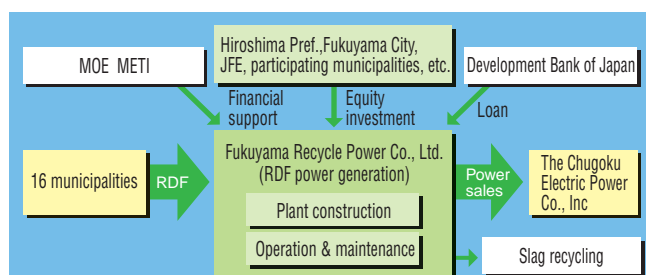 MOE METI
Hiroshima Pref.,Fukuyama City,
JFE, participating municipalities, etc.
Development Bank of Japan
Financial
support
Equity
investment
Loan
16 municipalities
RDF
Fukuyama Recycle Power Co., Ltd.
(RDF power generation)
Plant construction
Operation & maintenance
Power
sales
The Chugoku
Electric Power
Co., Inc
Slag recycling